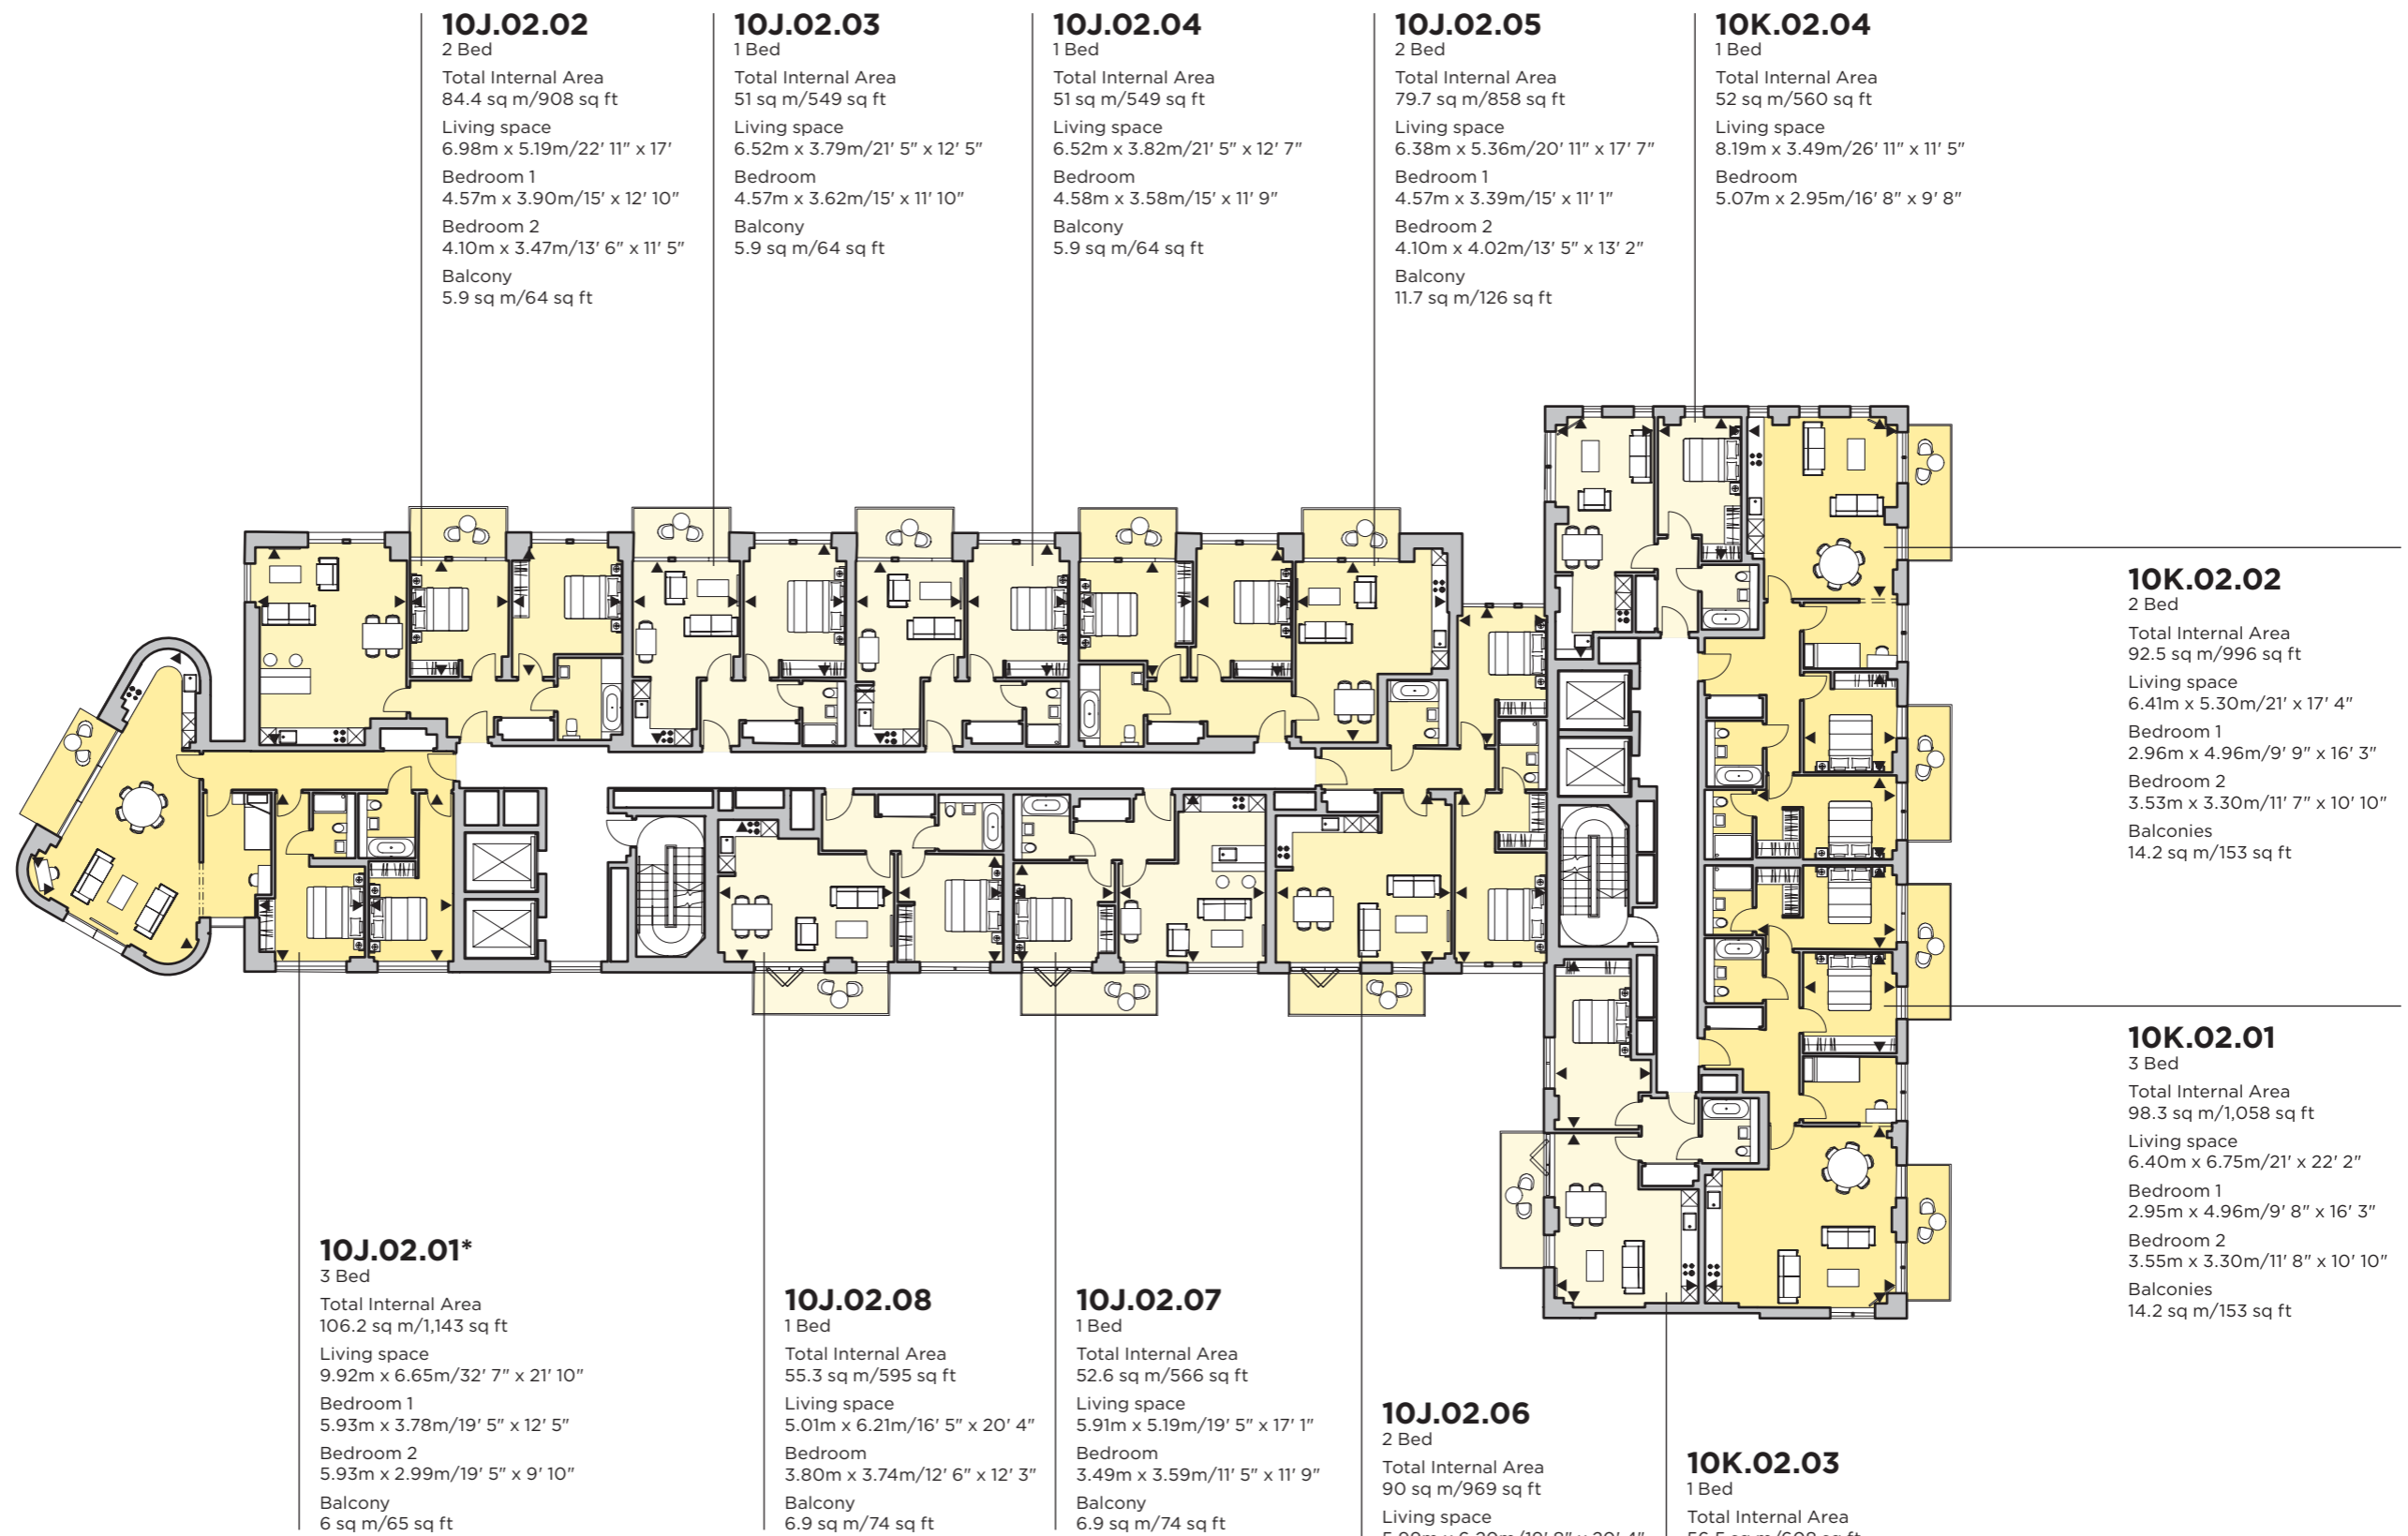 10J.02.02
2 Bed
Total Internal Area
84.4 sq m/908 sq ft
Living space
6.98m x 5.19m/22' 11" x 17'
Bedroom 1
4.57m x 3.90m/15' x 12' 10"
Bedroom 2
4.10m x 3.47m/13' 6" x 11' 5"
Balcony
5.9 sq m/64 sq ft
10J.02.03
1 Bed
Total Internal Area
51 sq m/549 sq ft
Living space
6.52m x 3.79m/21' 5" x 12' 5"
Bedroom
4.57m x 3.62m/15' x 11' 10"
Balcony
5.9 sq m/64 sq ft
10J.02.04
1 Bed
Total Internal Area
51 sq m/549 sq ft
Living space
6.52m x 3.82m/21' 5" x 12' 7"
Bedroom
4.58m x 3.58m/15' x 11' 9"
Balcony
5.9 sq m/64 sq ft
10J.02.05
2 Bed
Total Internal Area
79.7 sq m/858 sq ft
Living space
6.38m x 5.36m/20' 11" x 17' 7"
Bedroom 1
4.57m x 3.39m/15' x 11' 1"
Bedroom 2
4.10m x 4.02m/13' 5" x 13' 2"
Balcony
11.7 sq m/126 sq ft
10K.02.04
1 Bed
Total Internal Area
52 sq m/560 sq ft
Living space
8.19m x 3.49m/26' 11" x 11' 5"
Bedroom
5.07m x 2.95m/16' 8" x 9' 8"
10K.02.02
2 Bed
Total Internal Area
92.5 sq m/996 sq ft
Living space
6.41m x 5.30m/21' x 17' 4"
Bedroom 1
2.96m x 4.96m/9' 9" x 16' 3"
Bedroom 2
3.53m x 3.30m/11' 7" x 10' 10"
Balconies
14.2 sq m/153 sq ft
10K.02.01
3 Bed
Total Internal Area
98.3 sq m/1,058 sq ft
Living space
6.40m x 6.75m/21' x 22' 2"
Bedroom 1
2.95m x 4.96m/9' 8" x 16' 3"
Bedroom 2
3.55m x 3.30m/11' 8" x 10' 10"
Balconies
14.2 sq m/153 sq ft
10J.02.01*
3 Bed
Total Internal Area
106.2 sq m/1,143 sq ft
Living space
9.92m x 6.65m/32' 7" x 21' 10"
Bedroom 1
5.93m x 3.78m/19' 5" x 12' 5"
Bedroom 2
5.93m x 2.99m/19' 5" x 9' 10"
Balcony
6 sq m/65 sq ft
10J.02.08
1 Bed
Total Internal Area
55.3 sq m/595 sq ft
Living space
5.01m x 6.21m/16' 5" x 20' 4"
Bedroom
3.80m x 3.74m/12' 6" x 12' 3"
Balcony
6.9 sq m/74 sq ft
10J.02.07
1 Bed
Total Internal Area
52.6 sq m/566 sq ft
Living space
5.91m x 5.19m/19' 5" x 17' 1"
Bedroom
3.49m x 3.59m/11' 5" x 11' 9"
Balcony
6.9 sq m/74 sq ft
10J.02.06
2 Bed
Total Internal Area
90 sq m/969 sq ft
Living space
10K.02.03
1 Bed
Total Internal Area